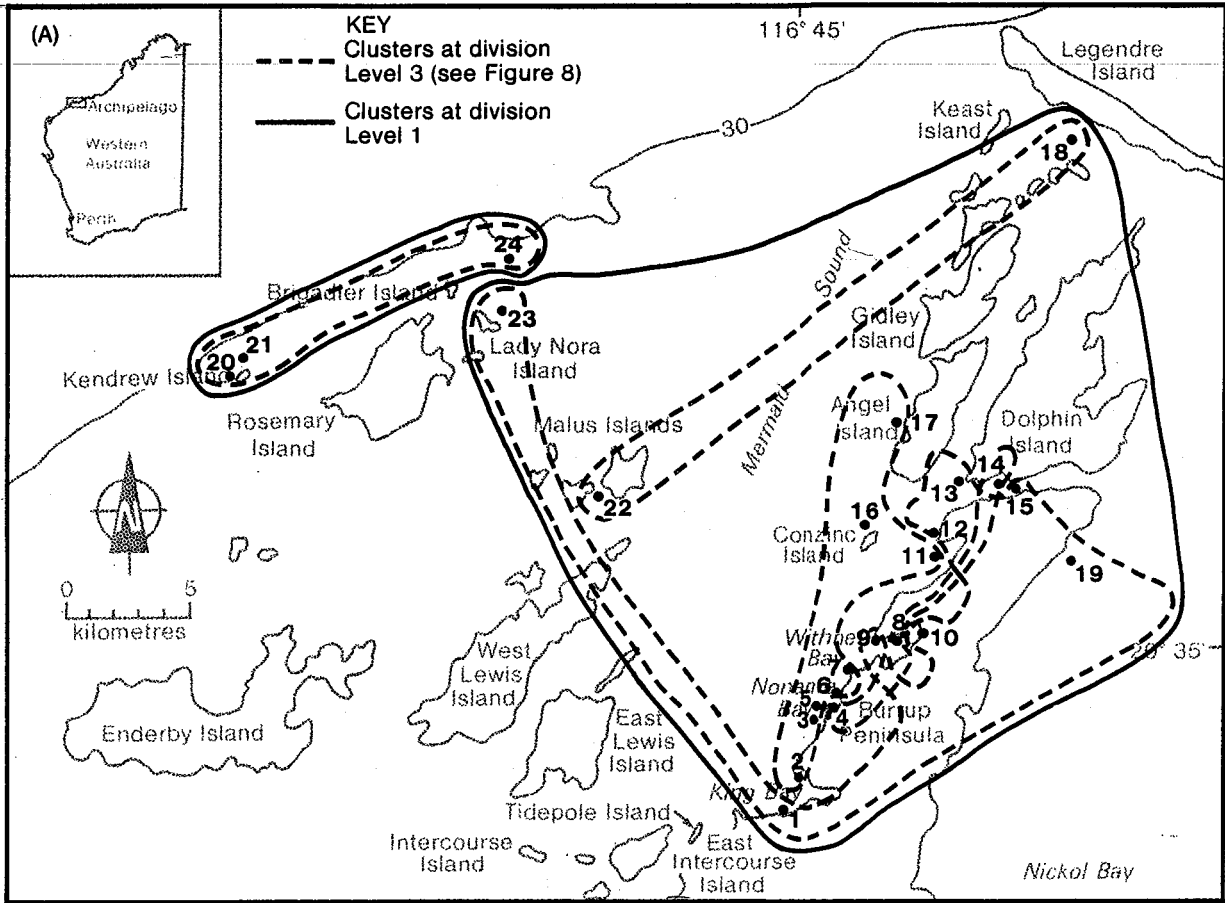 (A)
Archipelago
Western
Australia
Perth
KEY
Clusters at division
Level 3 (see Figure 8)
Clusters at division
Level 1
116° 45'
Legendre
Island
Keast
Island
30
18
24
Sound
Brigadier Island
23
Gidley
Island
21
20
Lady Nora
Island
Kendrew Island
Rosemary
Island
Angel
Island
17
Dolphin
Island
Malus Islands
Mermaid
14
13
15
22
16
12
Conzinc
Island
11
19
0
5
kilometres
8
10
9
Bay
35'
7
West
Lewis
Island
6
5
3
4
Burrup
Peninsula
Enderby Island
East
Lewis
Island
2
King Bay
1
Tidepole Island
Intercourse
Island
East
Intercourse
Island
Nickol Bay